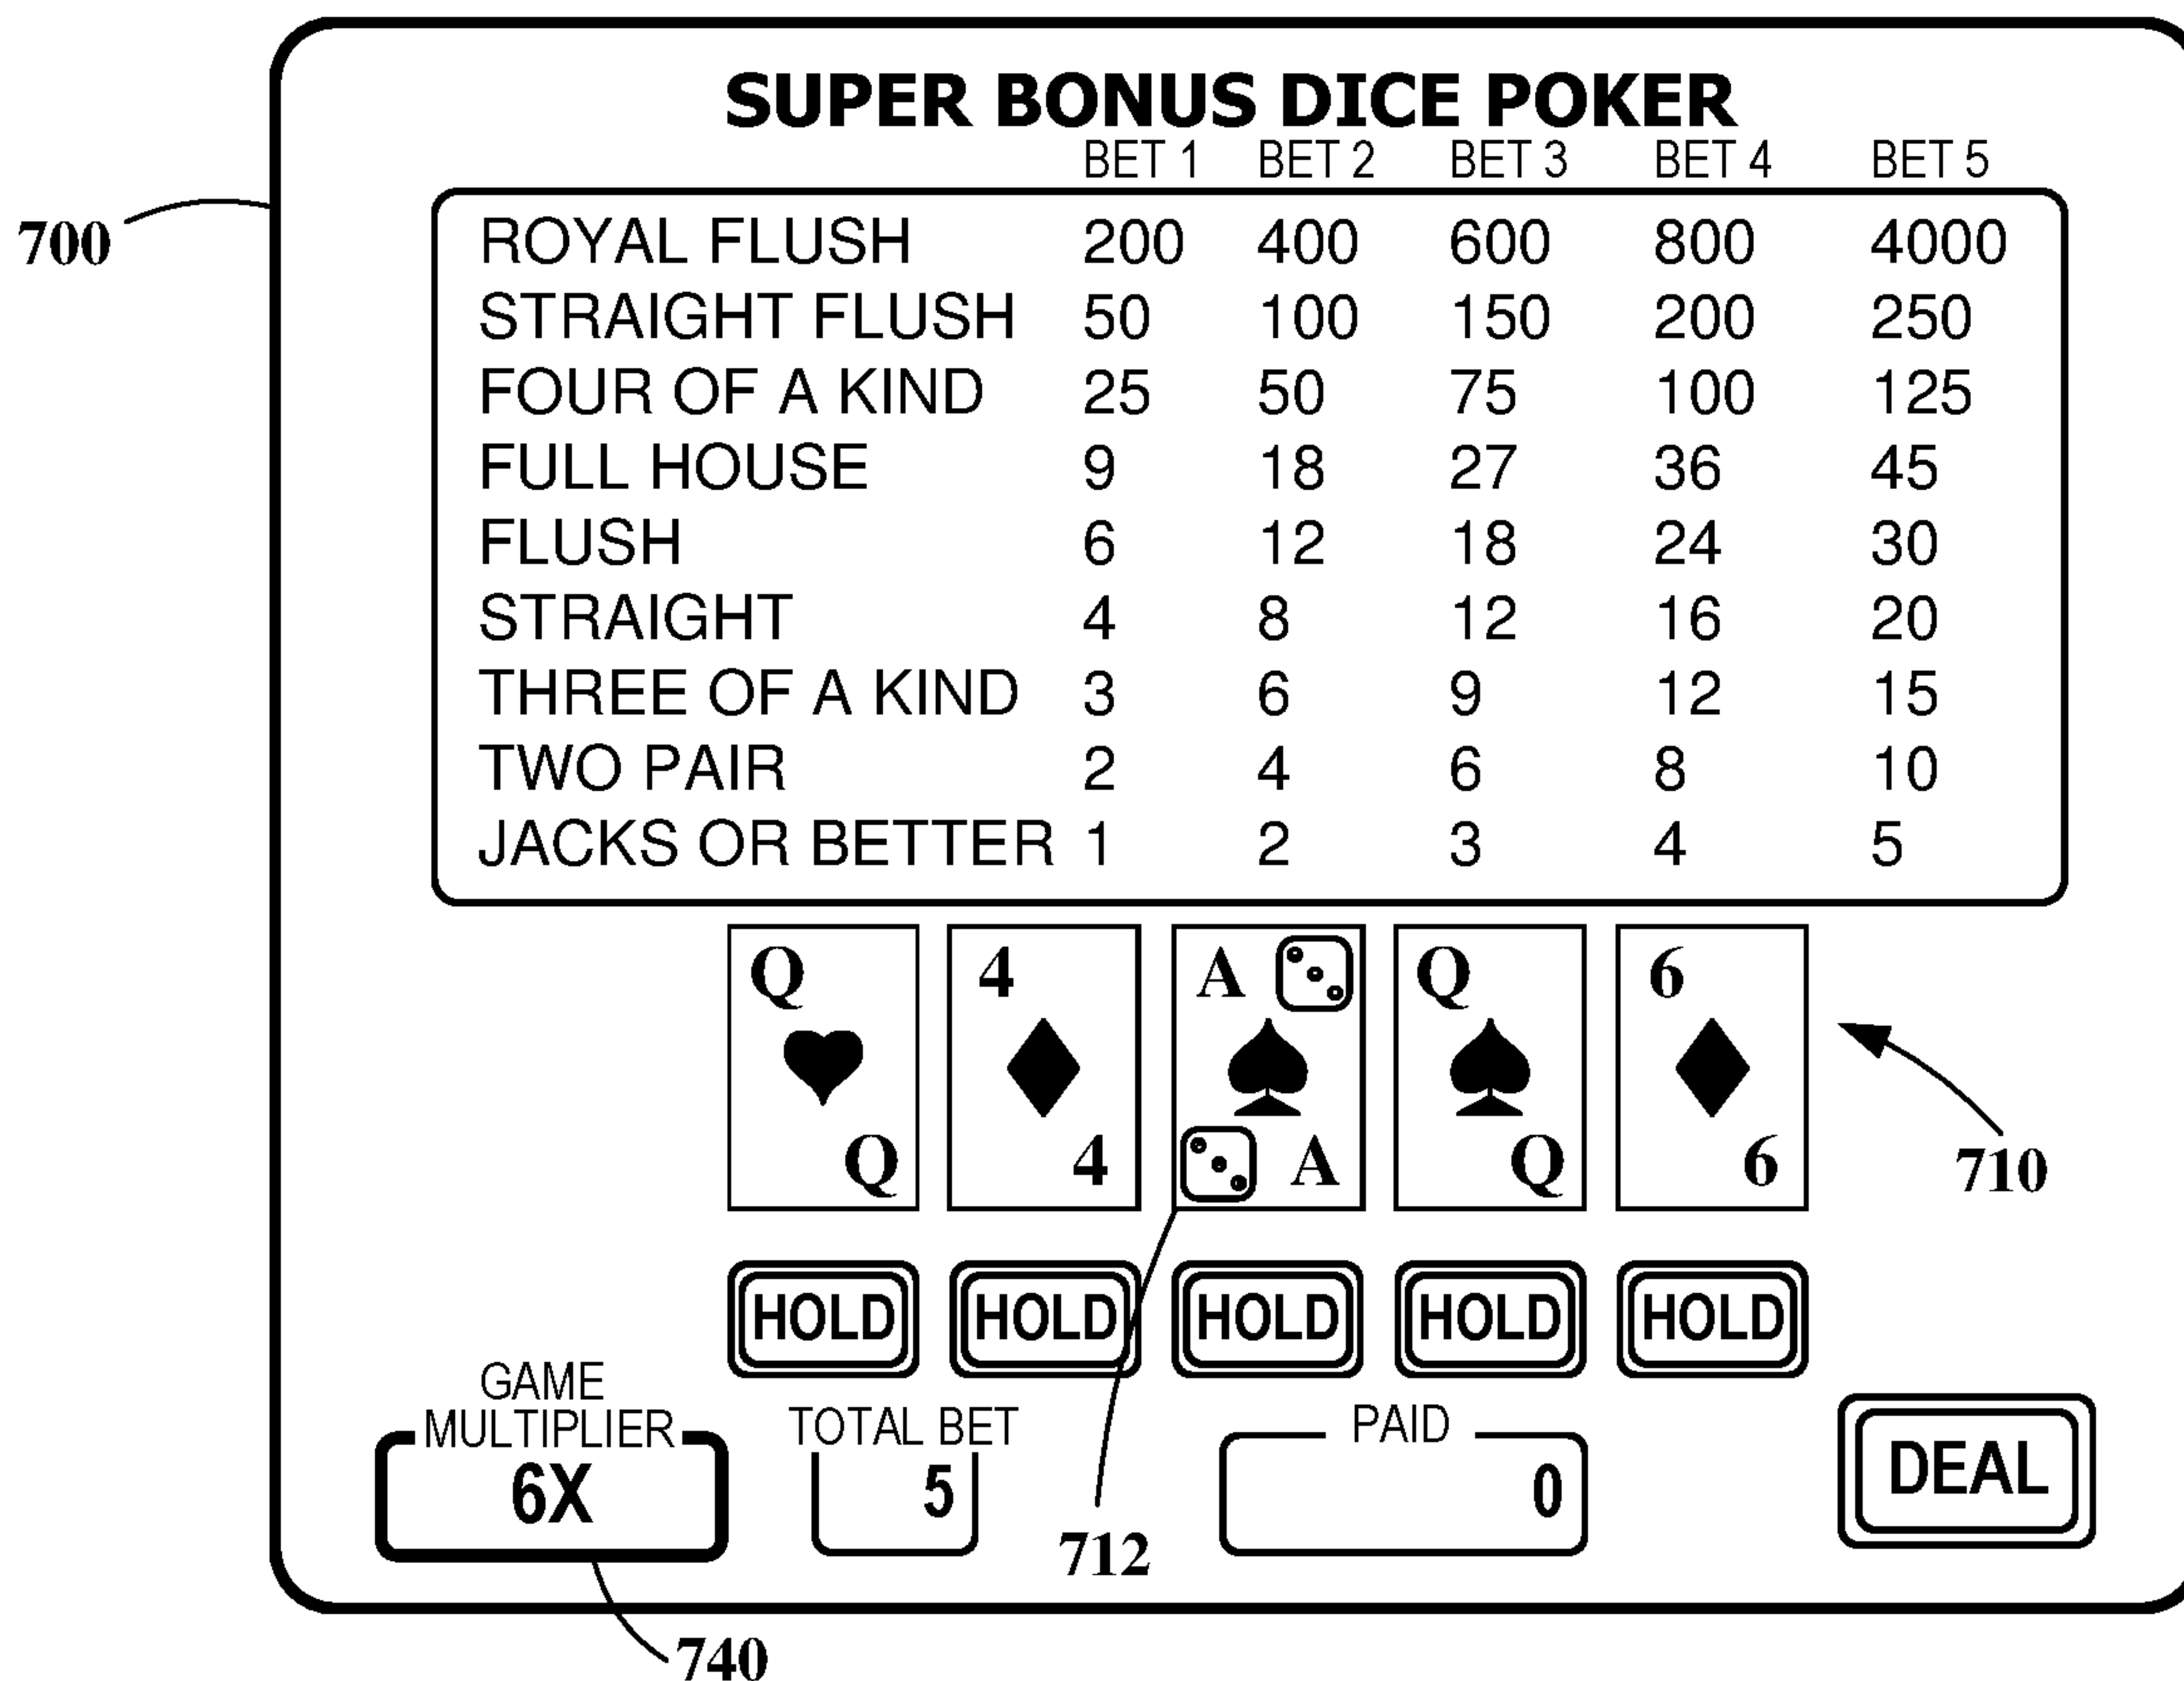 SUPER BONUS DICE POKER
BET 1 BET 2 BET 3 BET 4 BET 5
700
ROYAL FLUSH 200 400 600 800 4000
STRAIGHT FLUSH 50 100 150 200 250
FOUR OF A KIND 25 50 75 100 125
FULL HOUSE 9 18 27 36 45
FLUSH 6 12 18 24 30
STRAIGHT 4 8 12 16 20
THREE OF A KIND 3 6 9 12 15
TWO PAIR 2 4 6 8 10
JACKS OR BETTER 1 2 3 4 5
Q 4 A Q 6
Q 4 A Q 6
710
HOLD HOLD HOLD HOLD HOLD
GAME
MULTIPLIER TOTAL BET PAID
6X 5 0 DEAL
712
740